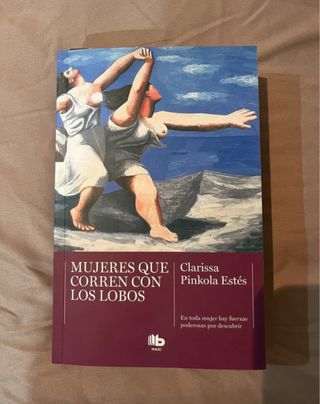 MUJERES QUE
CORREN CON
LOS LOBOS
Clarissa
Pinkola Estés
En toda mujer hay fuerzas
poderosas por descubrir
b
MAXI